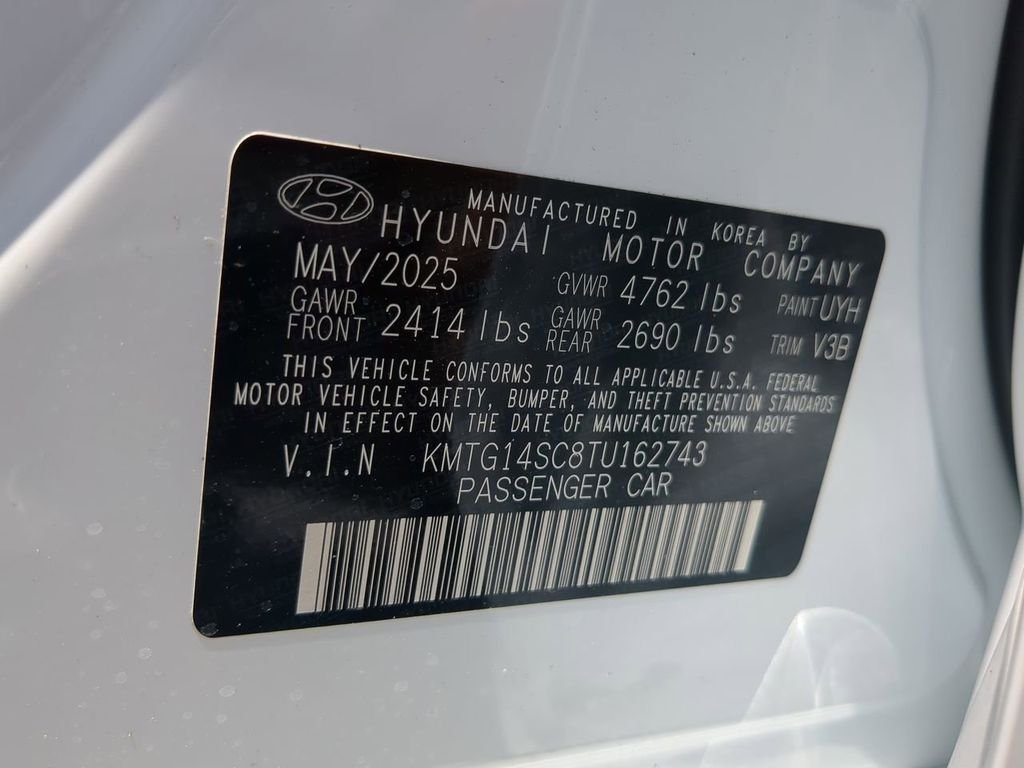 MANUFACTURED IN KOREA BY
HYUNDAI MOTOR COMPANY
MAY/2025 GVWR 4762 lbs PAINT UYH
GAWR FRONT 2414 lbs GAWR REAR 2690 lbs TRIM V3B
THIS VEHICLE CONFORMS TO ALL APPLICABLE U.S.A. FEDERAL
MOTOR VEHICLE SAFETY, BUMPER, AND THEFT PREVENTION STANDARDS
IN EFFECT ON THE DATE OF MANUFACTURE SHOWN ABOVE
V.I.N KMTG14SC8TU162743
PASSENGER CAR